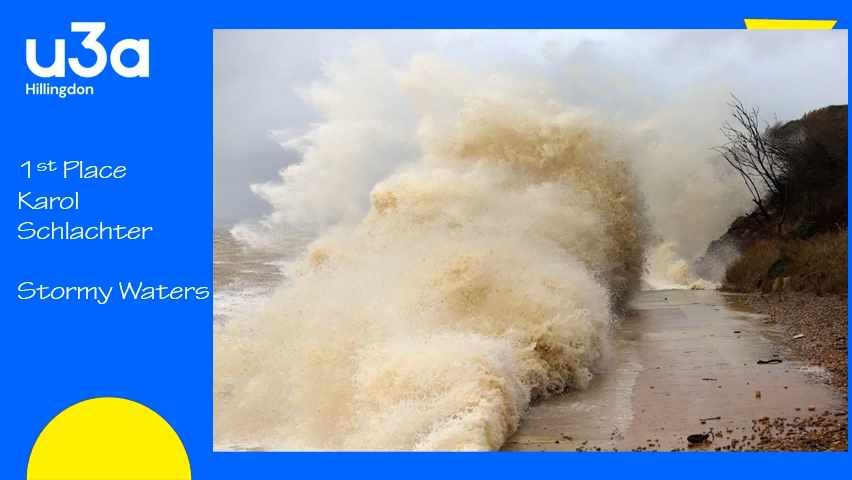 u3a
Hillingdon
1st Place
Karol
Schlachter
Stormy Waters